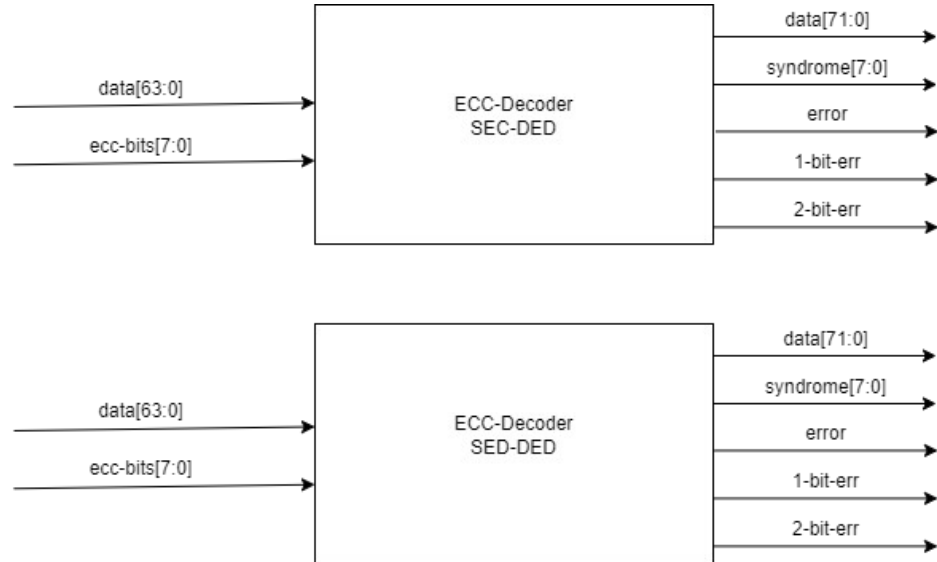 data[71:0]
syndrome[7:0]
data[63:0]
ECC-Decoder
SEC-DED
error
ecc-bits[7:0]
1-bit-err
2-bit-err
data[71:0]
syndrome[7:0]
data[63:0]
ECC-Decoder
SED-DED
error
ecc-bits[7:0]
1-bit-err
2-bit-err